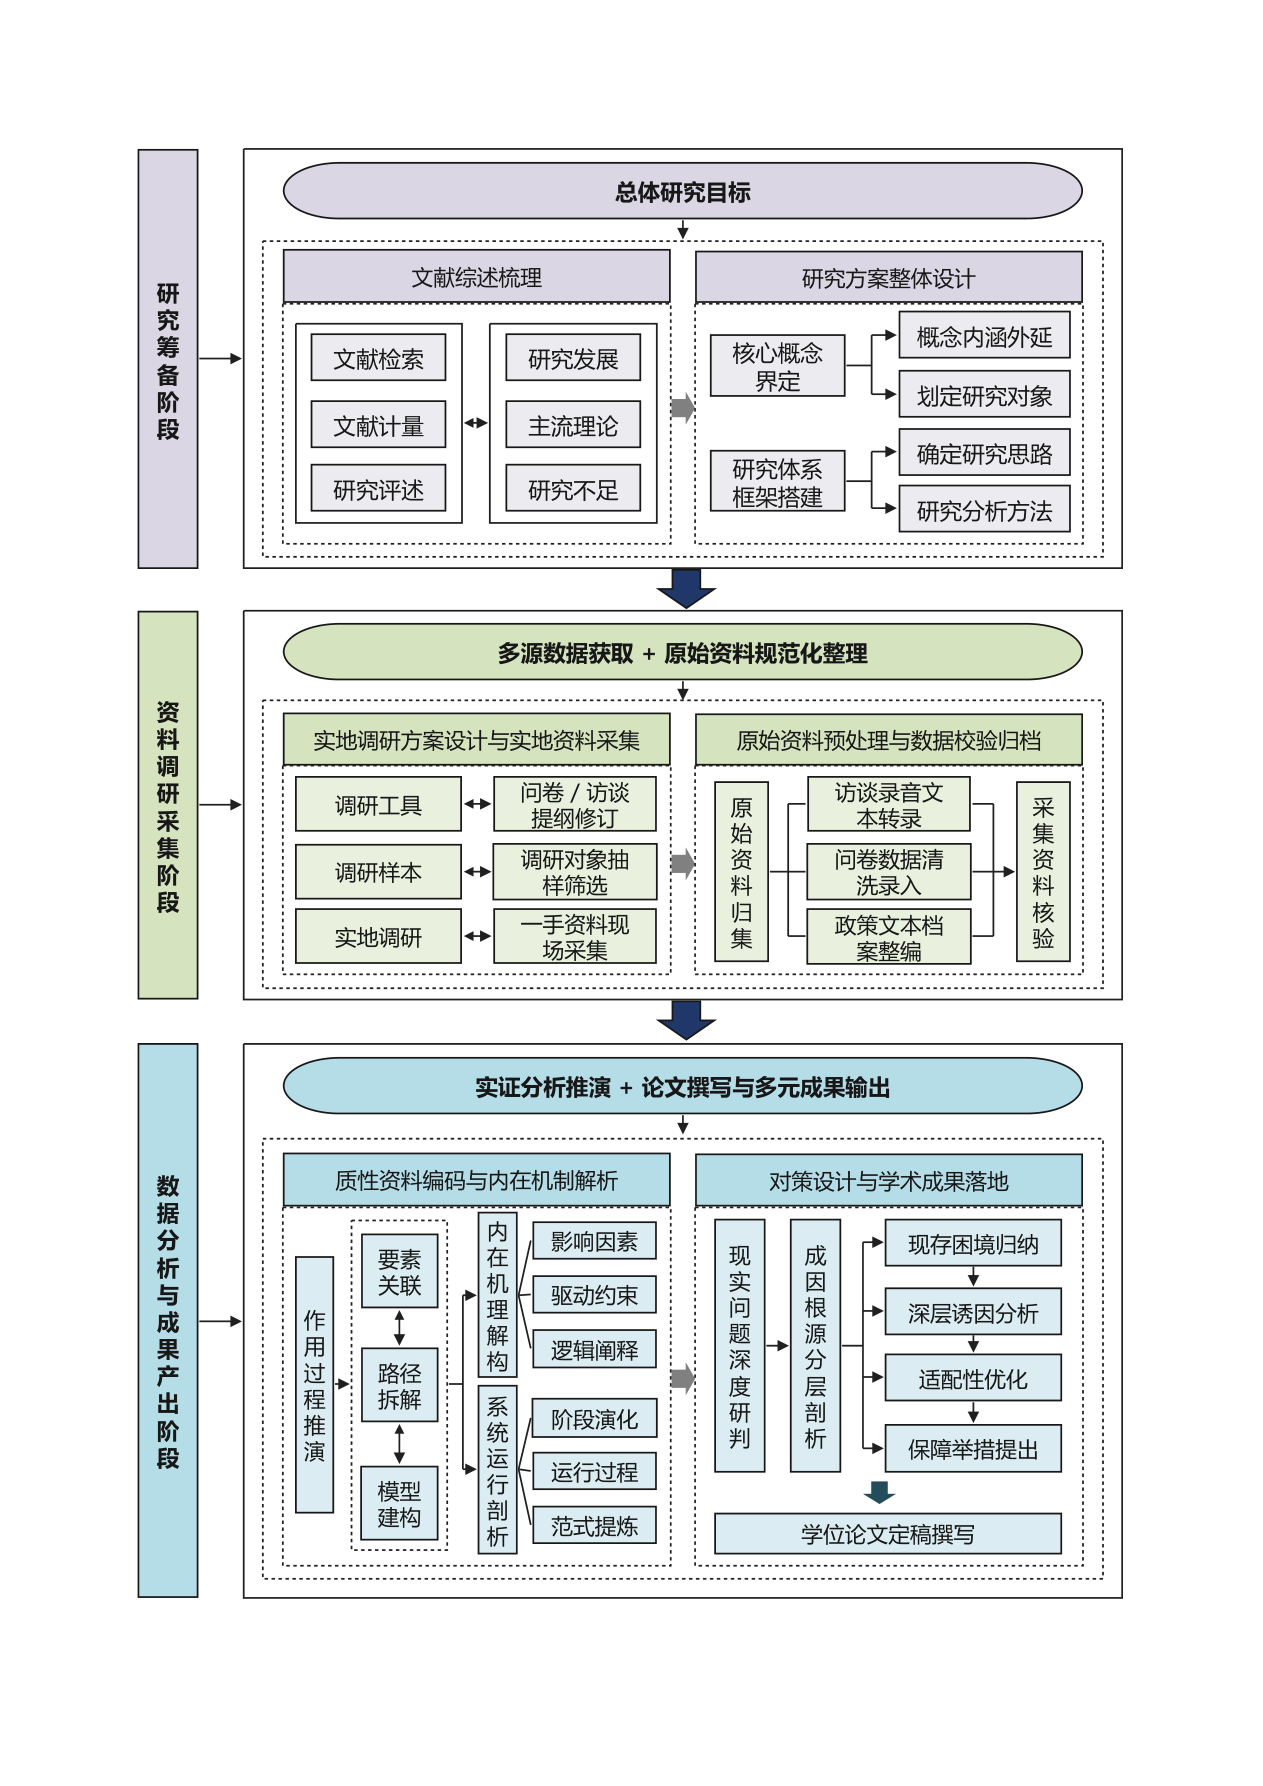 研究筹备阶段
总体研究目标
文献综述梳理
文献检索
文献计量
研究评述
研究发展
主流理论
研究不足
研究方案整体设计
核心概念
界定
研究体系
框架搭建
概念内涵外延
划定研究对象
确定研究思路
研究分析方法
资料调研采集阶段
多源数据获取 + 原始资料规范化整理
实地调研方案设计与实地资料采集
调研工具
问卷 / 访谈
提纲修订
调研样本
调研对象抽
样筛选
实地调研
一手资料现
场采集
原始资料预处理与数据校验归档
原始资料归集
访谈录音文
本转录
问卷数据清
洗录入
政策文本档
案整编
采集资料核验
数据分析与成果产出阶段
实证分析推演 + 论文撰写与多元成果输出
质性资料编码与内在机制解析
作用过程推演
要素
关联
路径
拆解
模型
建构
内在机理解构
影响因素
驱动约束
逻辑阐释
系统运行剖析
阶段演化
运行过程
范式提炼
对策设计与学术成果落地
现实问题深度研判
成因根源分层剖析
现存困境归纳
深层诱因分析
适配性优化
保障举措提出
学位论文定稿撰写